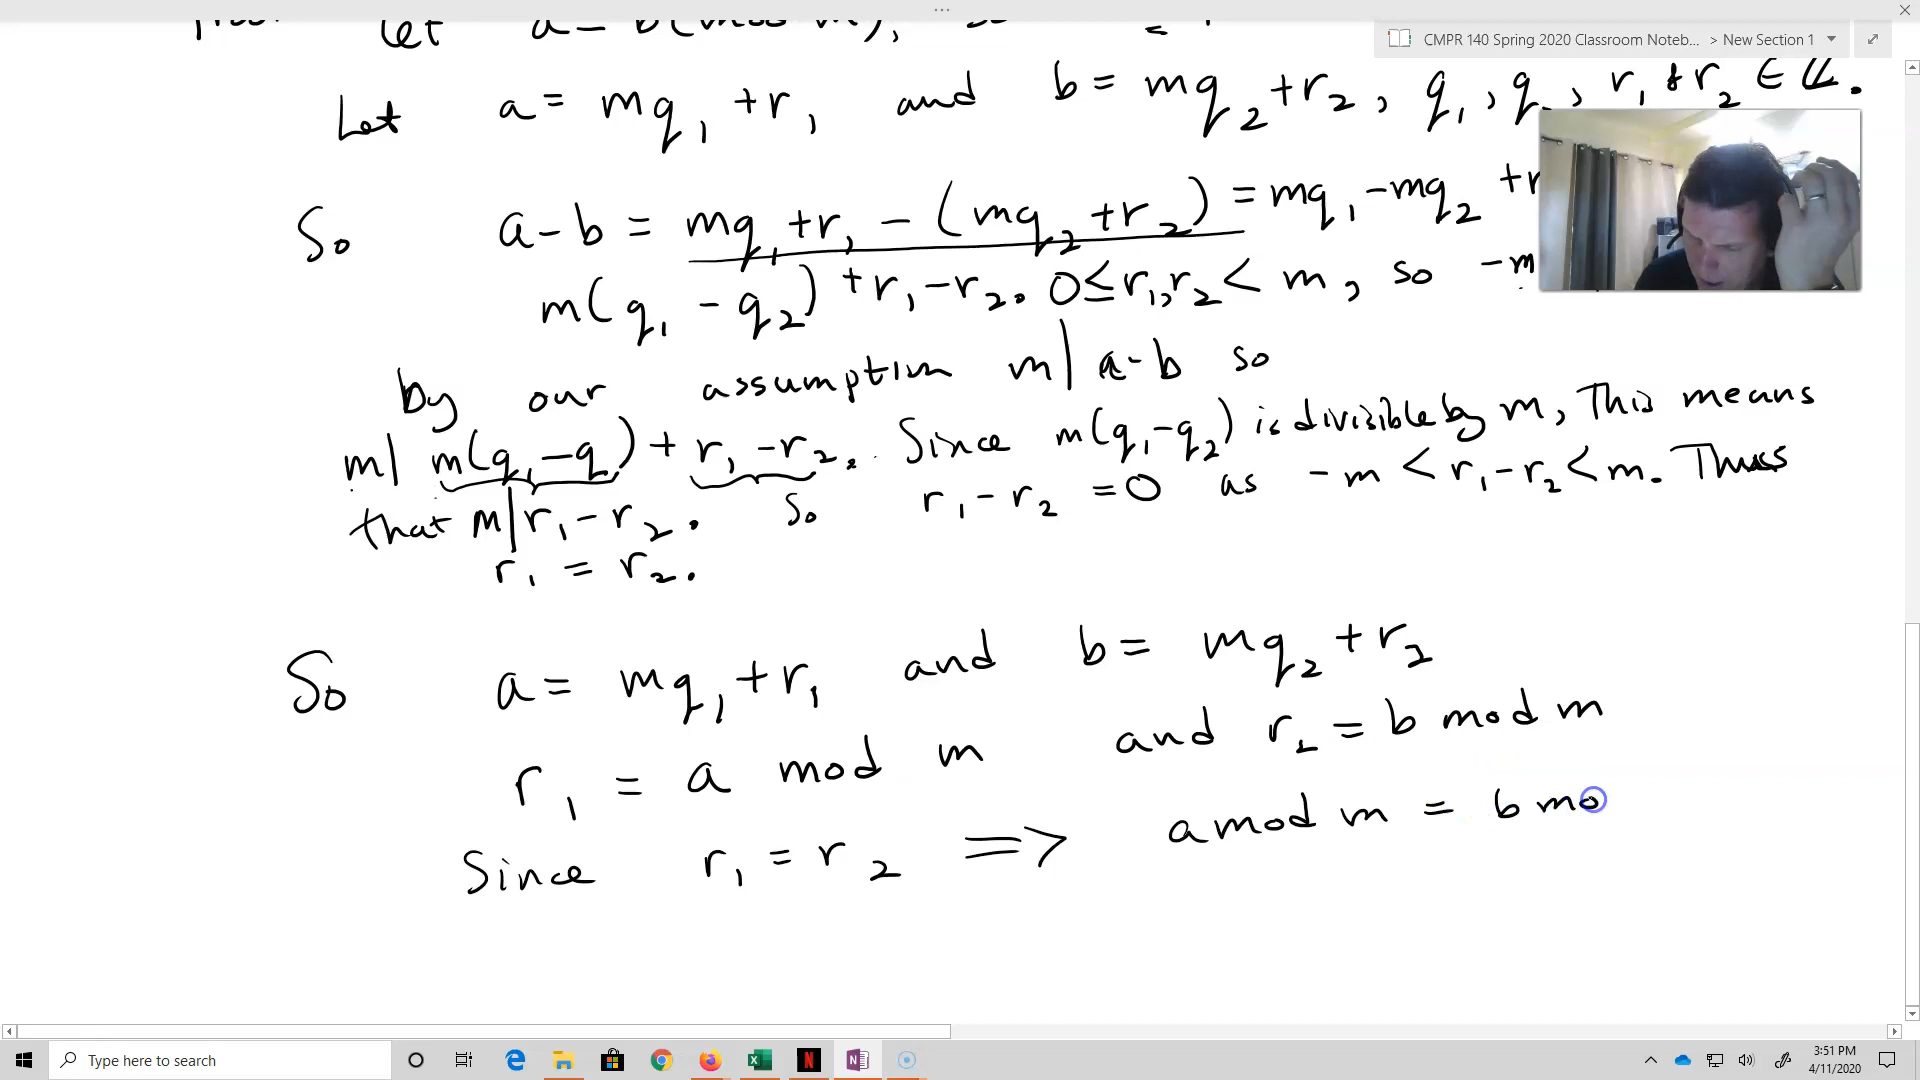 Let a = b (mod m),
CMPR 140 Spring 2020 Classroom Noteb... > New Section 1
Let a = mq₁ + r₁ and b = mq₂ + r₂, q₁, q₂, r₁ & r₂ ∈ ℤ.
So a-b = mq₁ + r₁ - (mq₂ + r₂) = mq₁ - mq₂ + r
m(q₁ - q₂) + r₁ - r₂. 0 ≤ r₁, r₂ < m, so -m
by our assumption m | a-b so
m | m(q₁ - q) + r₁ - r₂. Since m(q₁ - q₂) is divisible by m, This means
that m | r₁ - r₂. So r₁ - r₂ = 0 as -m < r₁ - r₂ < m. Thus
r₁ = r₂.
So a = mq₁ + r₁ and b = mq₂ + r₂
r₁ = a mod m and r₂ = b mod m
Since r₁ = r₂ => a mod m = b mo
Type here to search
3:51 PM
4/11/2020